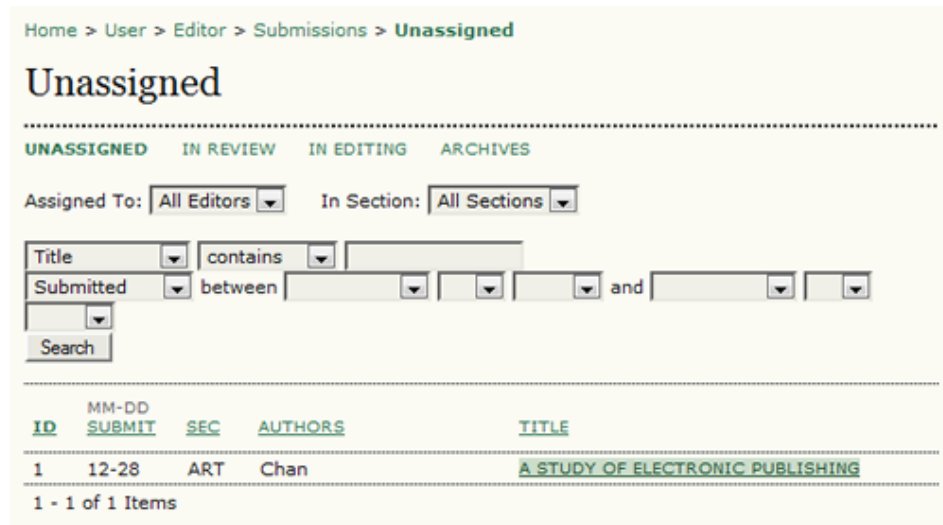 Home > User > Editor > Submissions > Unassigned
Unassigned
UNASSIGNED IN REVIEW IN EDITING ARCHIVES
Assigned To: All Editors In Section: All Sections
Title contains
Submitted between and
Search
MM-DD
ID SUBMIT SEC AUTHORS TITLE
1 12-28 ART Chan A STUDY OF ELECTRONIC PUBLISHING
1 - 1 of 1 Items